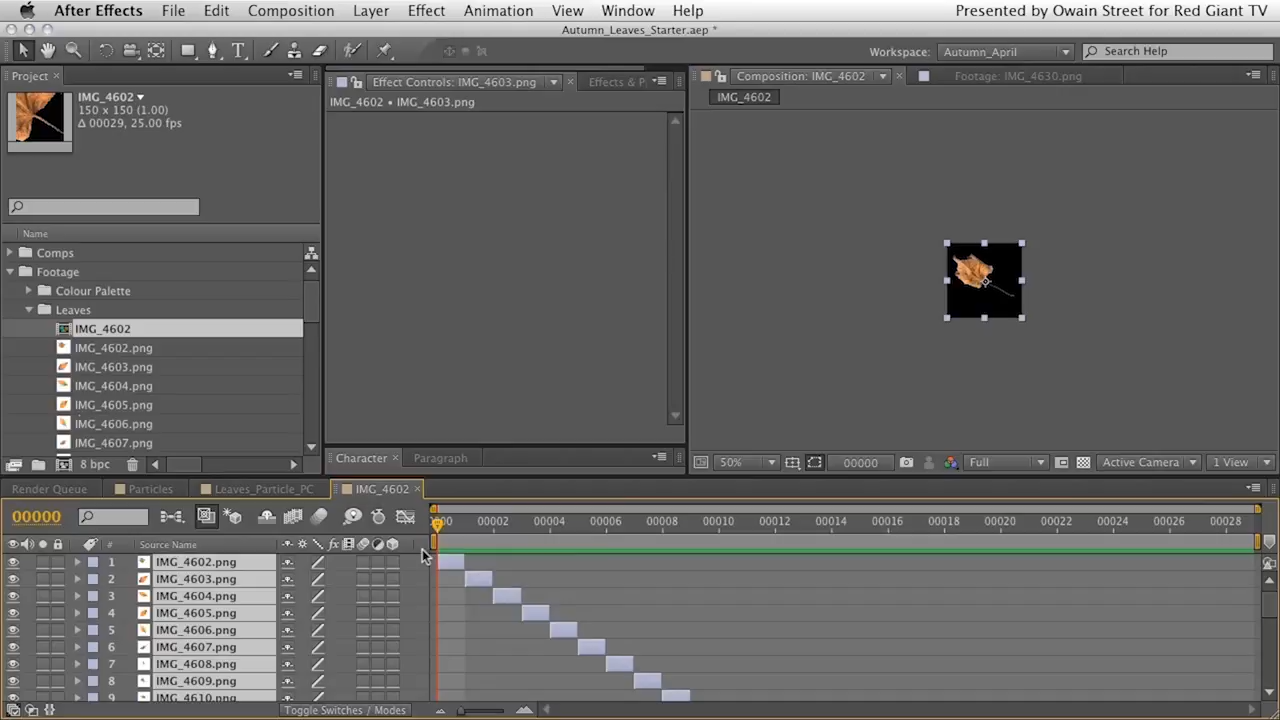 After Effects File Edit Composition Layer Effect Animation View Window Help Presented by Owain Street for Red Giant TV
Autumn_Leaves_Starter.aep *
Workspace: Autumn_April Search Help
Project × Effect Controls: IMG_4603.png × Effects & P Composition: IMG_4602 × Footage: IMG_4630.png
IMG_4602
150 x 150 (1.00)
Δ 00029, 25.00 fps
IMG_4602 • IMG_4603.png
IMG_4602
Name
Comps
Footage
Colour Palette
Leaves
IMG_4602
IMG_4602.png
IMG_4603.png
IMG_4604.png
IMG_4605.png
IMG_4606.png
IMG_4607.png
8 bpc
Character × Paragraph
50% 00000 Full Active Camera 1 View
Render Queue Particles Leaves_Particle_PC IMG_4602 ×
00000
:00 00002 00004 00006 00008 00010 00012 00014 00016 00018 00020 00022 00024 00026 00028
# Source Name fx
1 IMG_4602.png
2 IMG_4603.png
3 IMG_4604.png
4 IMG_4605.png
5 IMG_4606.png
6 IMG_4607.png
7 IMG_4608.png
8 IMG_4609.png
9 IMG_4610.png
Toggle Switches / Modes